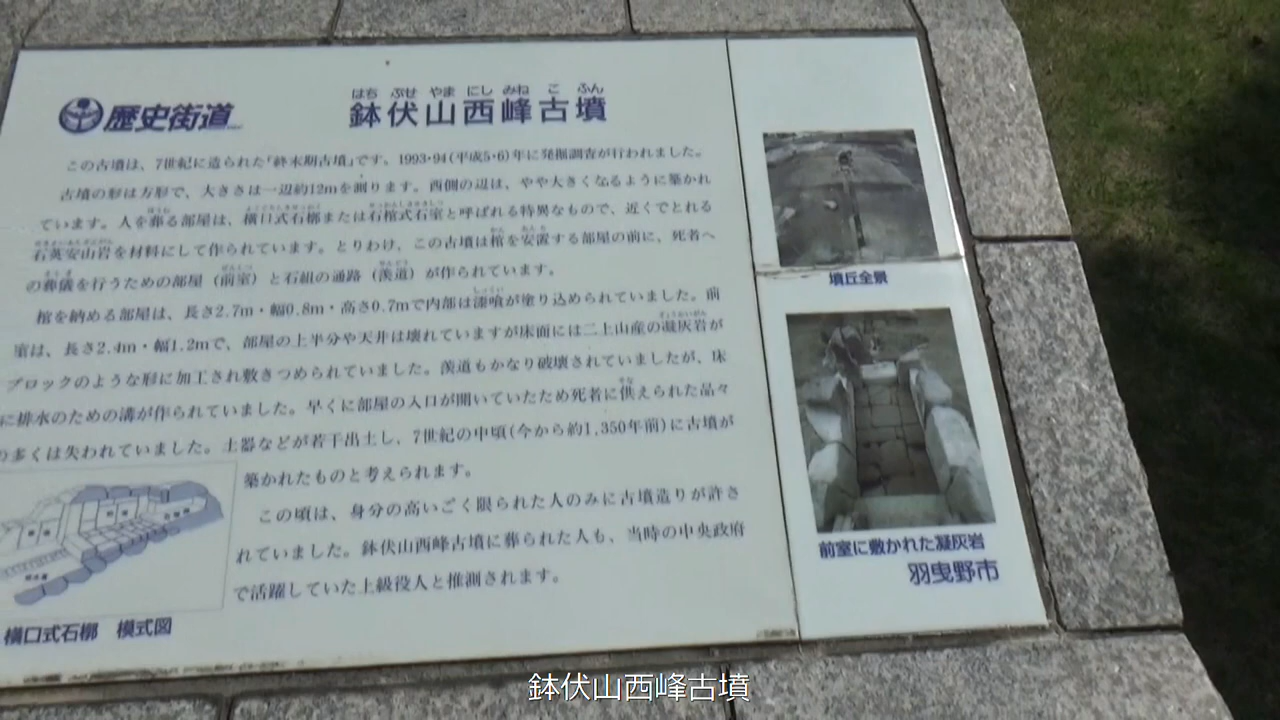 歴史街道
はち ぶせ やま にし みね こ ふん
鉢伏山西峰古墳
この古墳は、7世紀に造られた「終末期古墳」です。1993・94(平成5・6)年に発掘調査が行われました。
古墳の形は方形で、大きさは一辺約12mを測ります。西側の辺は、やや大きくなるように築かれ
ています。人を葬る部屋は、横口式石槨または石棺式石室と呼ばれる特異なもので、近くでとれる
石英安山岩を材料にして作られています。とりわけ、この古墳は棺を安置する部屋の前に、死者へ
の葬儀を行うための部屋（前室）と石組の通路（羨道）が作られています。
棺を納める部屋は、長さ2.7m・幅0.8m・高さ0.7mで内部は漆喰が塗り込められていました。前
室は、長さ2.4m・幅1.2mで、部屋の上半分や天井は壊れていますが床面には二上山産の凝灰岩が
ブロックのような形に加工され敷きつめられていました。羨道もかなり破壊されていましたが、床
に排水のための溝が作られていました。早くに部屋の入口が開いていたため死者に供えられた品々
の多くは失われていました。土器などが若干出土し、7世紀の中頃(今から約1,350年前)に古墳が
築かれたものと考えられます。
この頃は、身分の高いごく限られた人のみに古墳造りが許さ
れていました。鉢伏山西峰古墳に葬られた人も、当時の中央政府
で活躍していた上級役人と推測されます。
横口式石槨 模式図
墳丘全景
前室に敷かれた凝灰岩
羽曳野市
鉢伏山西峰古墳